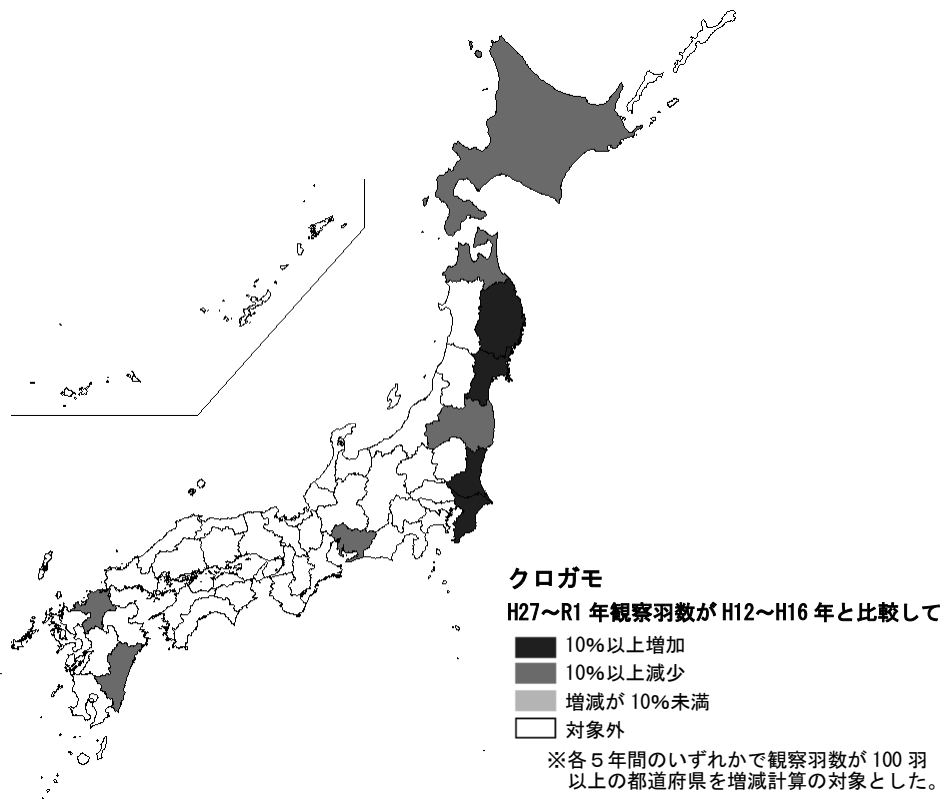 クロガモ
H27～R1 年観察羽数が H12～H16 年と比較して
10%以上増加
10%以上減少
増減が 10%未満
対象外
※各５年間のいずれかで観察羽数が 100 羽
以上の都道府県を増減計算の対象とした。